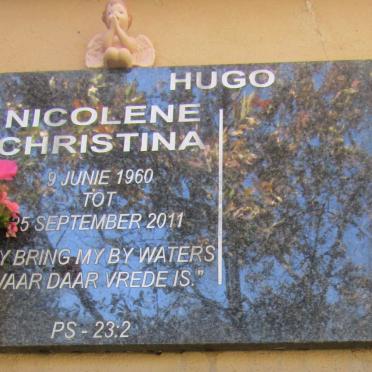 HUGO
NICOLENE
CHRISTINA
9 JUNIE 1960
TOT
25 SEPTEMBER 2011
Y BRING MY BY WATERS
WAAR DAAR VREDE IS."
PS - 23:2